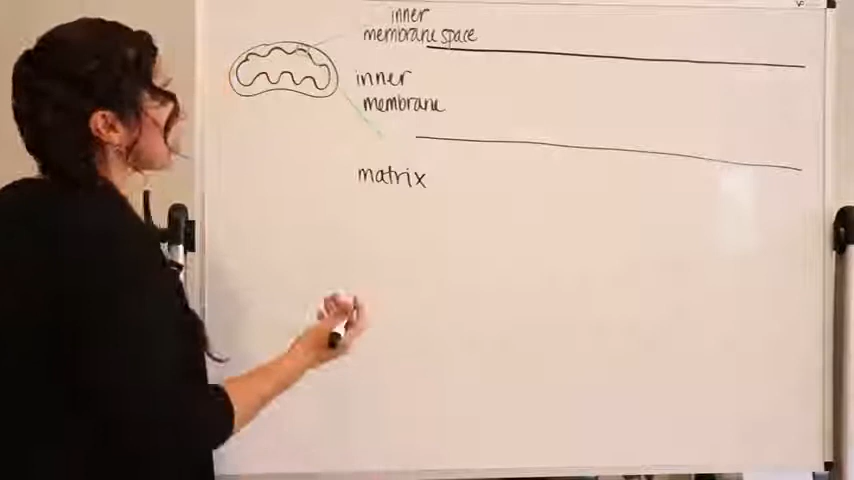 inner
membrane space
inner
membrane
matrix